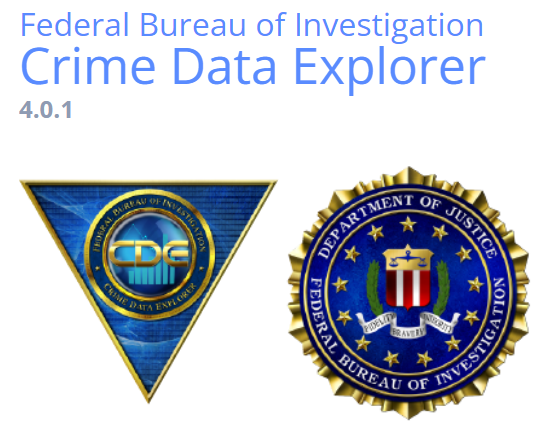 Federal Bureau of Investigation
Crime Data Explorer
4.0.1
FEDERAL BUREAU OF INVESTIGATION
CDE
CRIME DATA EXPLORER
DEPARTMENT OF JUSTICE
FIDELITY
BRAVERY
INTEGRITY
FEDERAL BUREAU OF INVESTIGATION